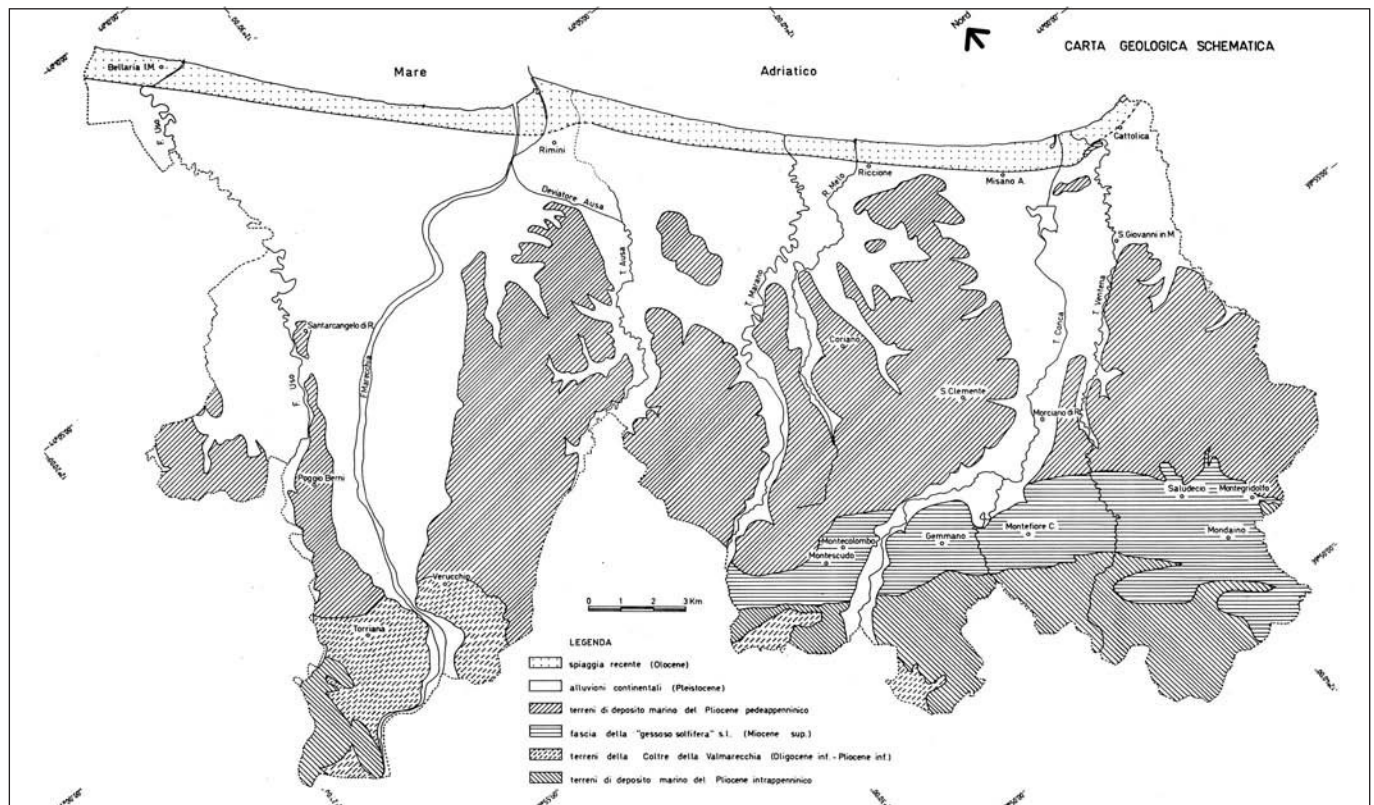 Nord
CARTA GEOLOGICA SCHEMATICA
Mare
Adriatico
Bellaria I.M.
F. Uso
Rimini
Cattolica
Riccione
Misano A.
R. Melo
Deviatore Ausa
T. Ausa
S. Giovanni in M.
T. Marano
T. Ventena
T. Conca
Santarcangelo di R.
F. Marecchia
Coriano
F. Uso
S. Clemente
Morciano di R.
Poggio Berni
Saludecio
Montegridolfo
Montefiore C.
Mondaino
Gemmano
Montecolombo
Montescudo
Verucchio
Torriana
0 1 2 3 Km
LEGENDA
spiaggia recente (Olocene)
alluvioni continentali (Pleistocene)
terreni di deposito marino del Pliocene pedeappenninico
fascia della "gessoso solfifera" s.l. (Miocene sup.)
terreni della Coltre della Valmarecchia (Oligocene inf. - Pliocene inf.)
terreni di deposito marino del Pliocene intrappenninico